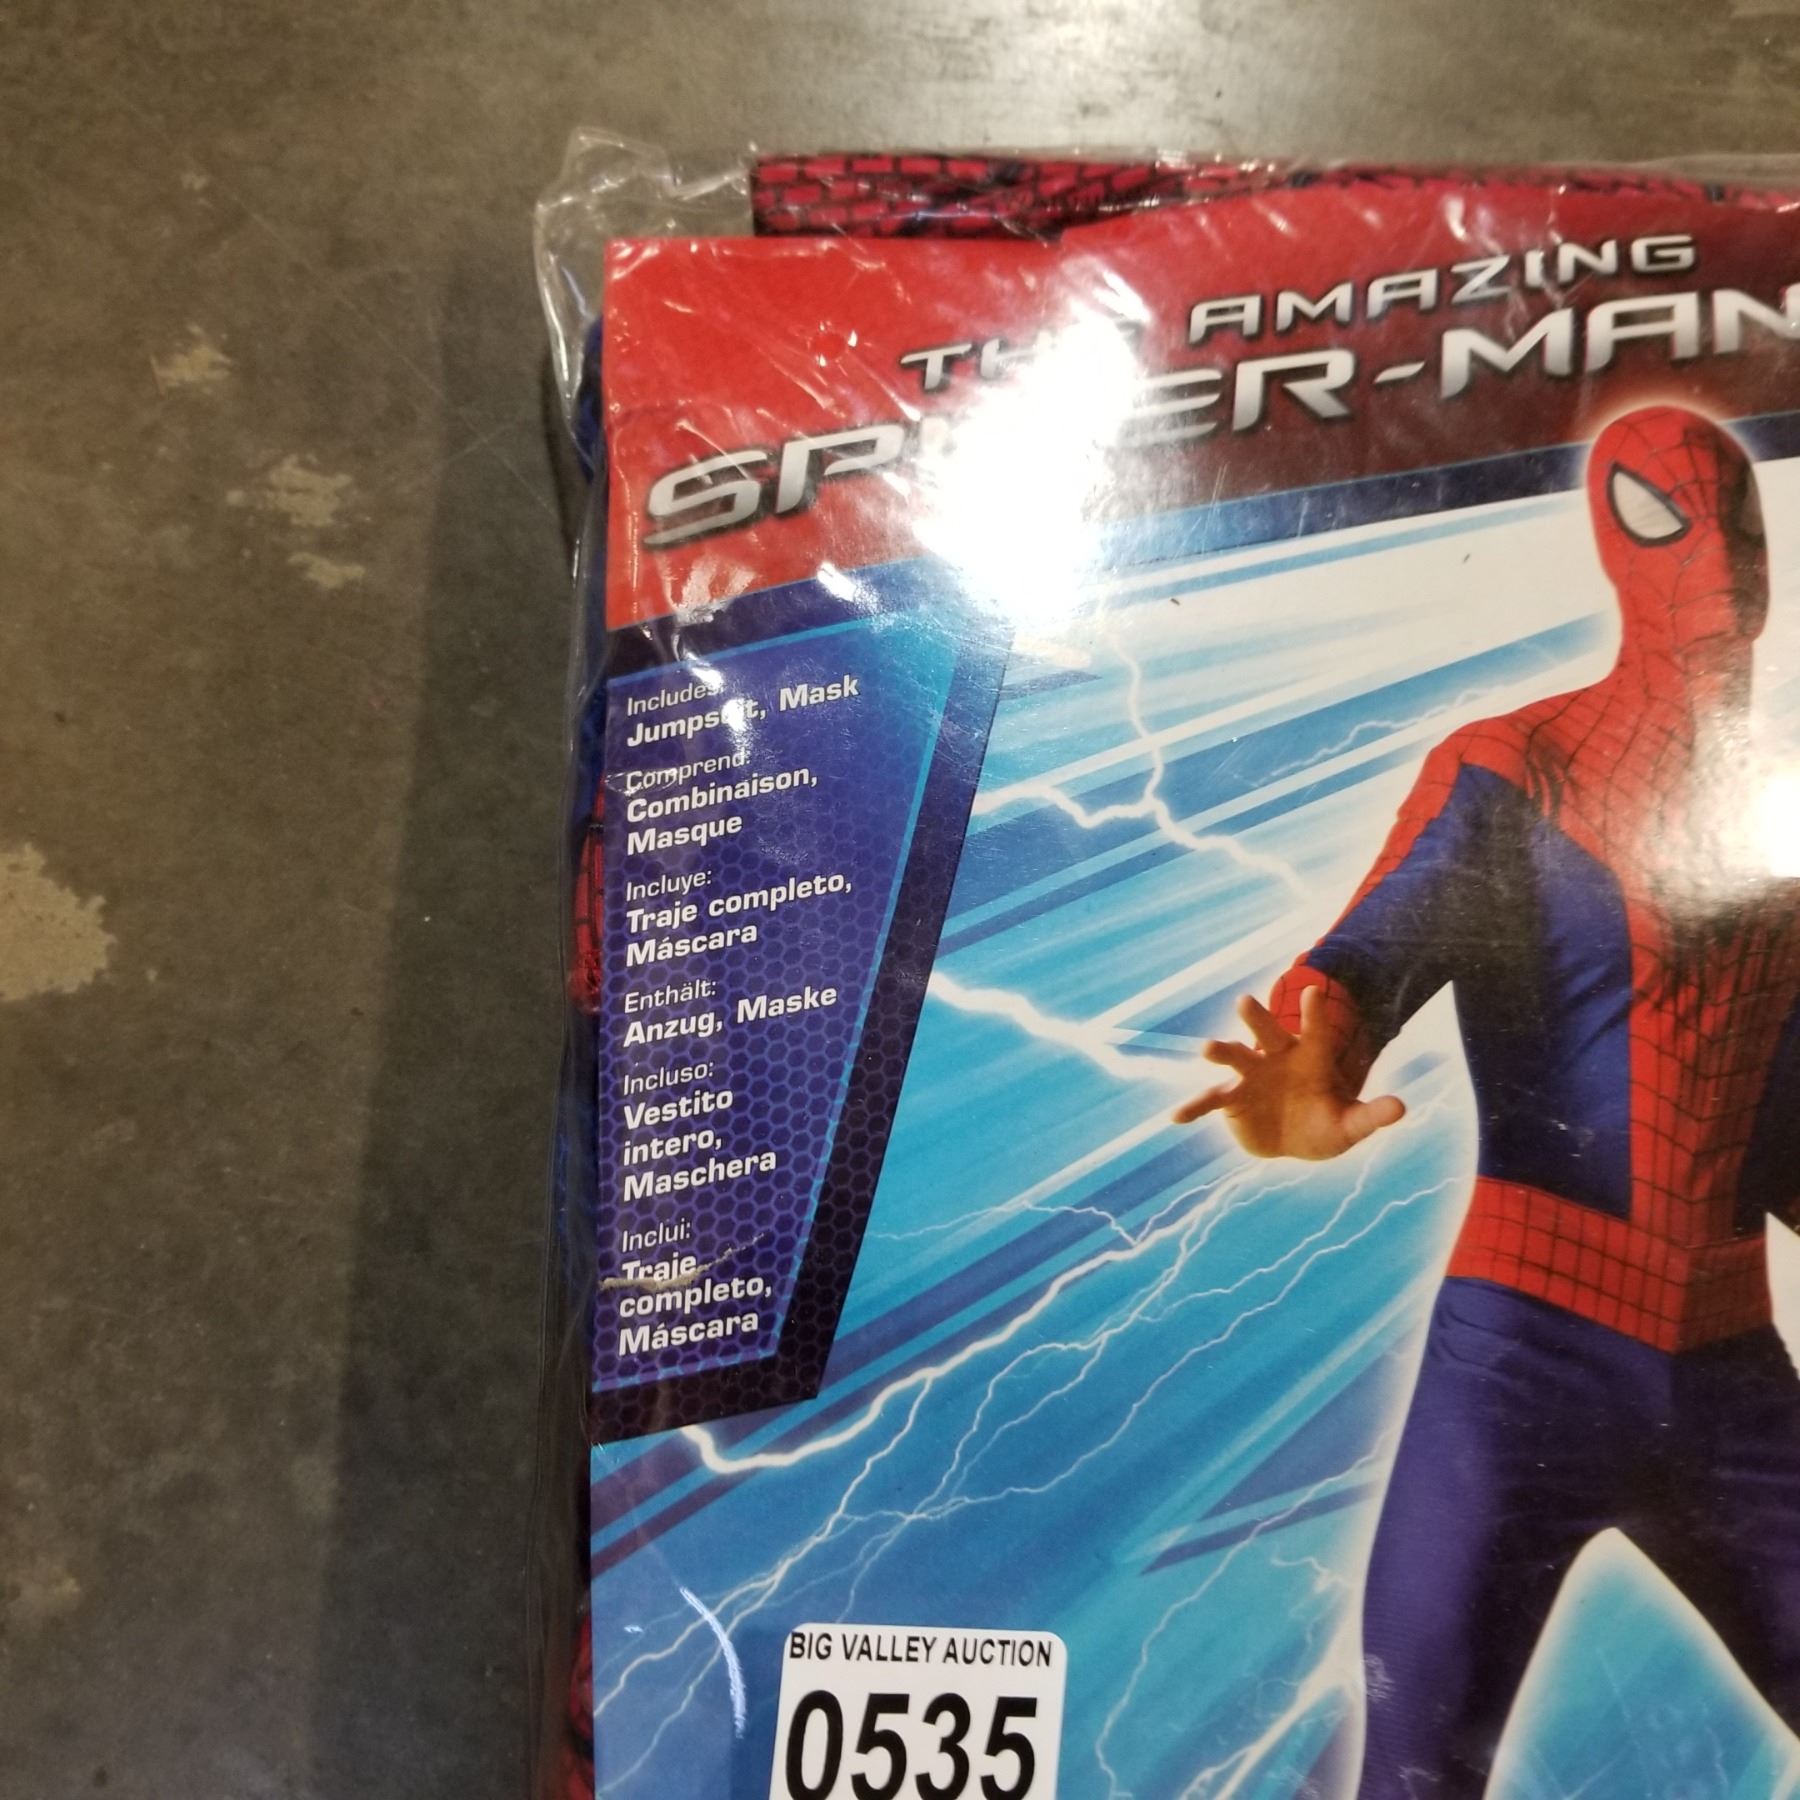 THE AMAZING
SPIDER-MAN
Includes:
Jumpsuit, Mask
Comprend:
Combinaison,
Masque
Incluye:
Traje completo,
Máscara
Enthält:
Anzug, Maske
Incluso:
Vestito
intero,
Maschera
Inclui:
Traje
completo,
Máscara
BIG VALLEY AUCTION
0535